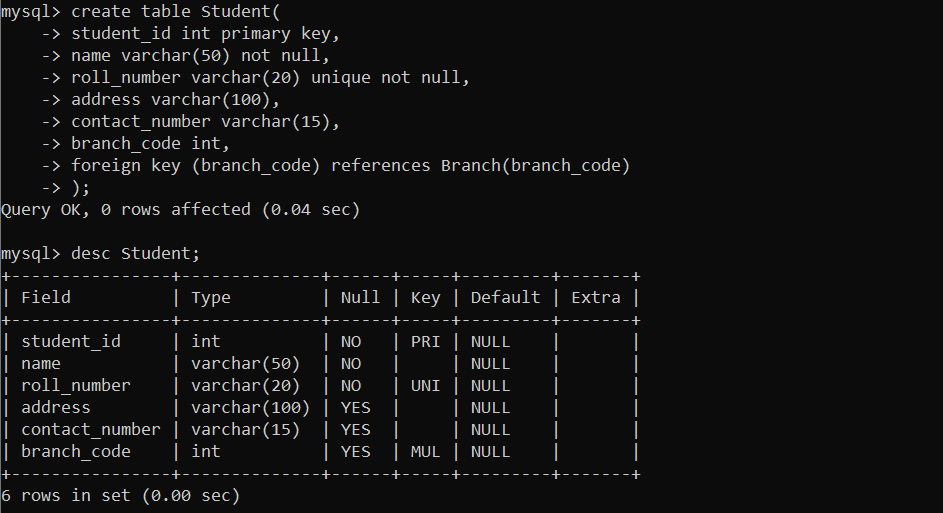 mysql> create table Student(
    -> student_id int primary key,
    -> name varchar(50) not null,
    -> roll_number varchar(20) unique not null,
    -> address varchar(100),
    -> contact_number varchar(15),
    -> branch_code int,
    -> foreign key (branch_code) references Branch(branch_code)
    -> );
Query OK, 0 rows affected (0.04 sec)

mysql> desc Student;
+----------------+--------------+------+-----+---------+-------+
| Field          | Type         | Null | Key | Default | Extra |
+----------------+--------------+------+-----+---------+-------+
| student_id     | int          | NO   | PRI | NULL    |       |
| name           | varchar(50)  | NO   |     | NULL    |       |
| roll_number    | varchar(20)  | NO   | UNI | NULL    |       |
| address        | varchar(100) | YES  |     | NULL    |       |
| contact_number | varchar(15)  | YES  |     | NULL    |       |
| branch_code    | int          | YES  | MUL | NULL    |       |
+----------------+--------------+------+-----+---------+-------+
6 rows in set (0.00 sec)